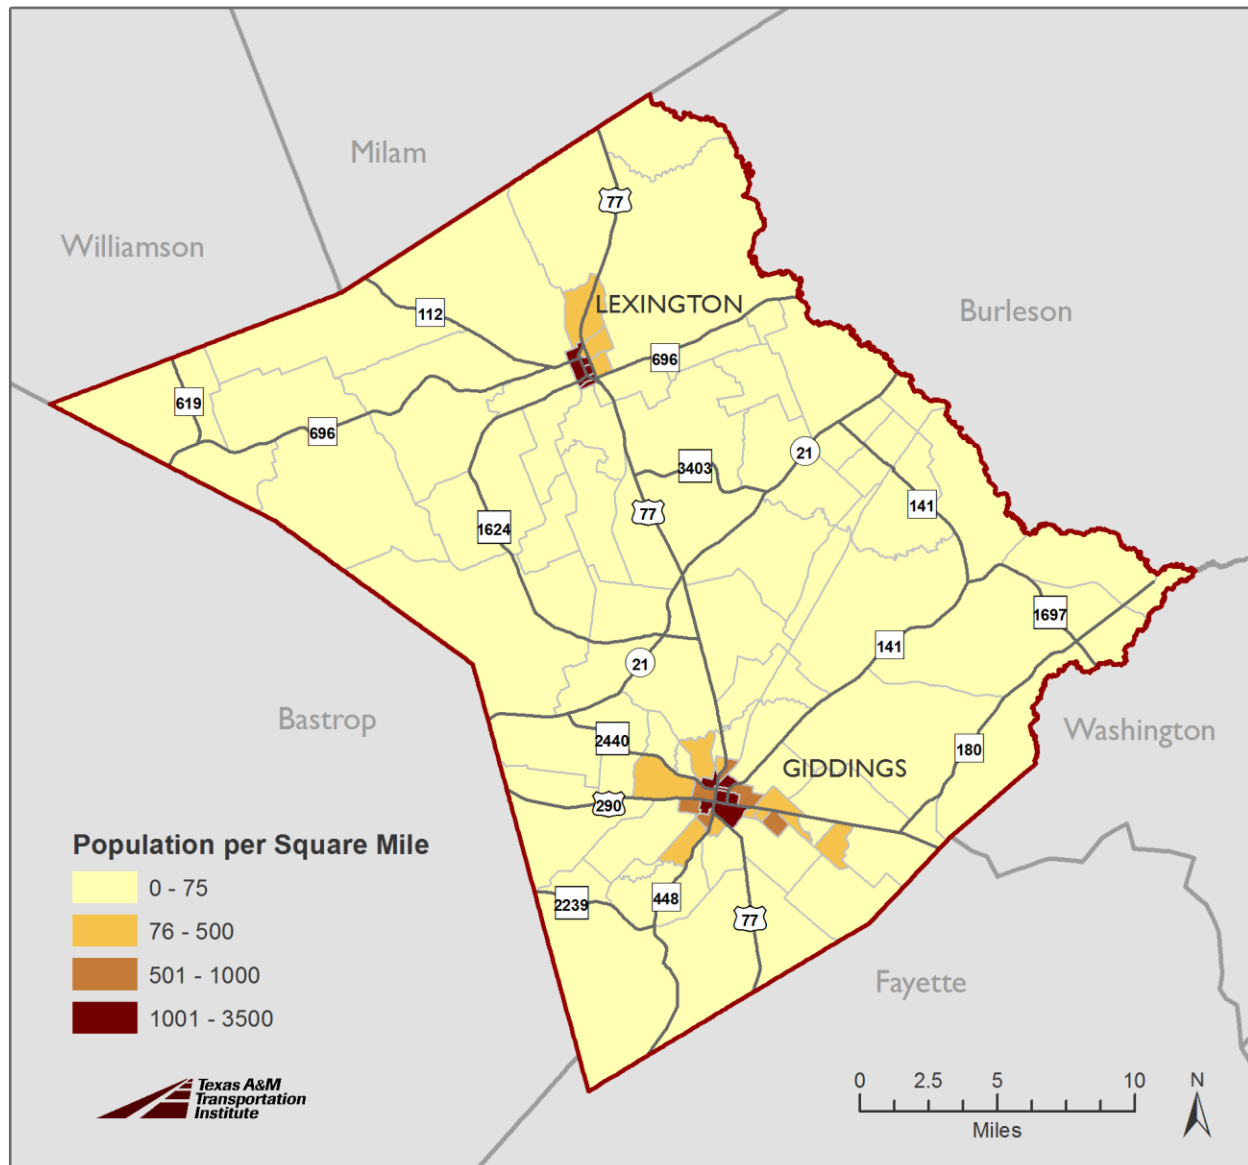 Milam
77
Williamson
LEXINGTON
112
Burleson
696
619
696
21
3403
141
77
1624
1697
141
21
Bastrop
Washington
2440
180
GIDDINGS
290
Population per Square Mile
0 - 75
2239
448
77
76 - 500
501 - 1000
Fayette
1001 - 3500
Texas A&M
Transportation
Institute
0 2.5 5 10
N
Miles